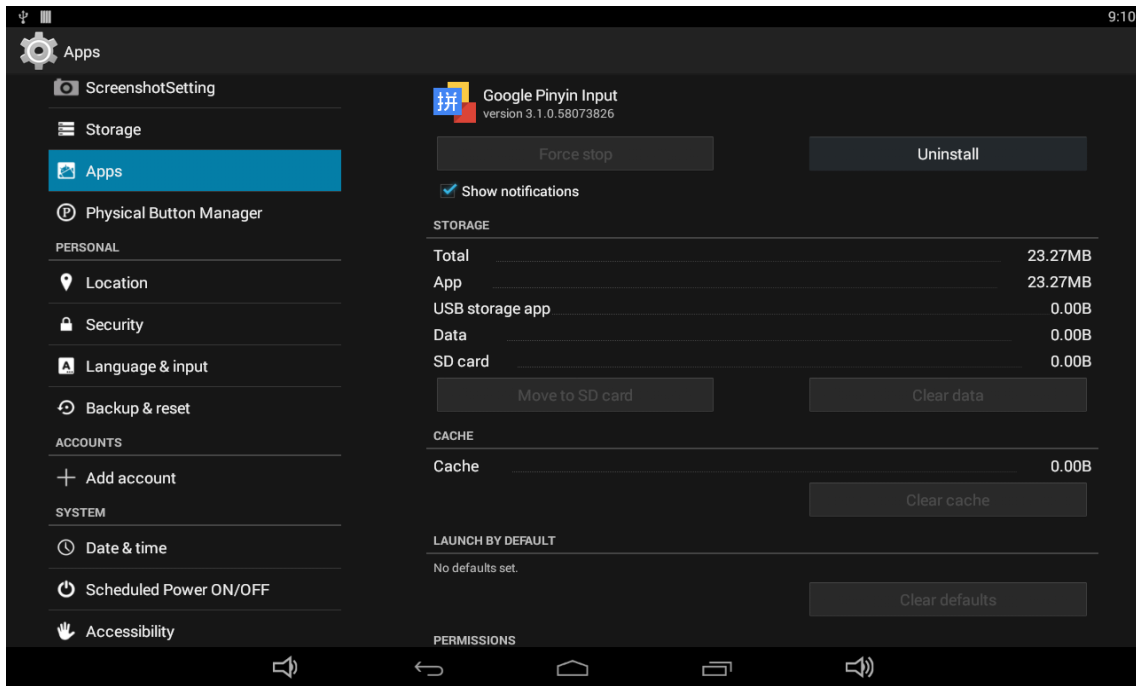 9:10
Apps
ScreenshotSetting
Storage
Apps
Physical Button Manager
PERSONAL
Location
Security
Language & input
Backup & reset
ACCOUNTS
Add account
SYSTEM
Date & time
Scheduled Power ON/OFF
Accessibility
拼
Google Pinyin Input
version 3.1.0.58073826
Force stop
Uninstall
Show notifications
STORAGE
Total 23.27MB
App 23.27MB
USB storage app 0.00B
Data 0.00B
SD card 0.00B
Move to SD card
Clear data
CACHE
Cache 0.00B
Clear cache
LAUNCH BY DEFAULT
No defaults set.
Clear defaults
PERMISSIONS